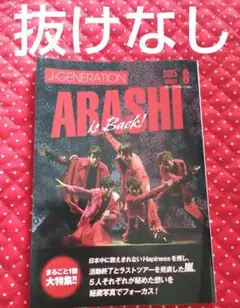 抜けなし
J-GENERATION
2025
8
ARASHI
is Back!
まるごと1冊
大特集!!
日本中に数えきれないHapinessを残し、
活動終了とラストツアーを発表した嵐。
5人それぞれが秘めた想いを
秘蔵写真でフォーカス!